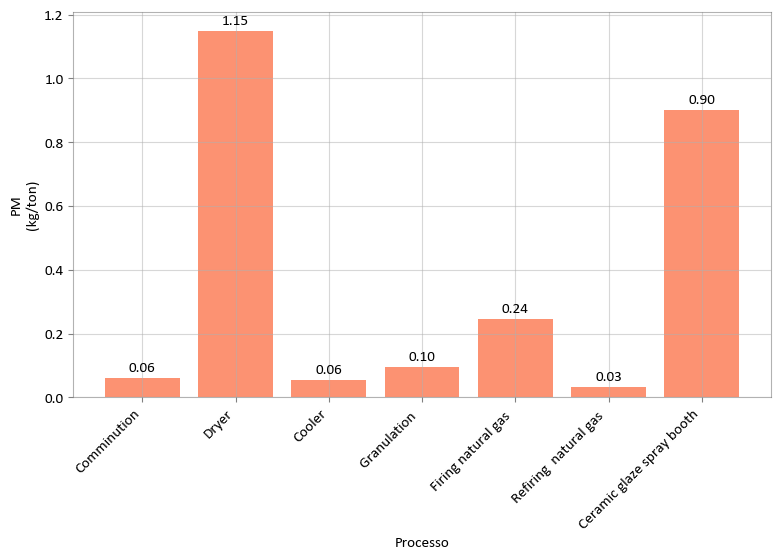 1.2
1.0
0.8
0.6
0.4
0.2
0.0
PM
(kg/ton)
0.06
1.15
0.06
0.10
0.24
0.03
0.90
Comminution
Dryer
Cooler
Granulation
Firing natural gas
Refiring  natural gas
Ceramic glaze spray booth
Processo